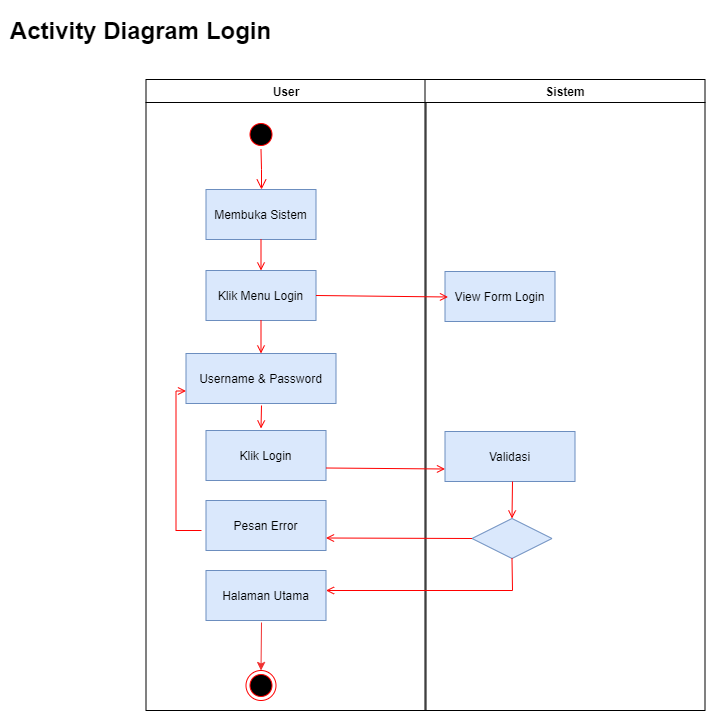 Activity Diagram Login
User
Sistem
Membuka Sistem
Klik Menu Login
View Form Login
Username & Password
Klik Login
Validasi
Pesan Error
Halaman Utama